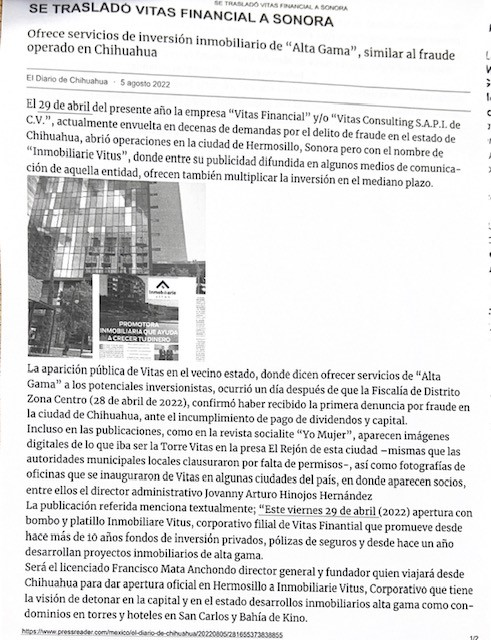 SE TRASLADÓ VITAS FINANCIAL A SONORA
SE TRASLADÓ VITAS FINANCIAL A SONORA
Ofrece servicios de inversión inmobiliario de “Alta Gama”, similar al fraude
operado en Chihuahua
El Diario de Chihuahua · 5 agosto 2022
El 29 de abril del presente año la empresa “Vitas Financial” y/o “Vitas Consulting S.A.P.I. de
C.V.”, actualmente envuelta en decenas de demandas por el delito de fraude en el estado de
Chihuahua, abrió operaciones en la ciudad de Hermosillo, Sonora pero con el nombre de
“Inmobiliarie Vitus”, donde entre su publicidad difundida en algunos medios de comunica-
ción de aquella entidad, ofrecen también multiplicar la inversión en el mediano plazo.
inmobiliarie
PROMOTORA
INMOBILIARIA QUE AYUDA
A CRECER TU DINERO
La aparición pública de Vitas en el vecino estado, donde dicen ofrecer servicios de “Alta
Gama” a los potenciales inversionistas, ocurrió un día después de que la Fiscalía de Distrito
Zona Centro (28 de abril de 2022), confirmó haber recibido la primera denuncia por fraude en
la ciudad de Chihuahua, ante el incumplimiento de pago de dividendos y capital.
Incluso en las publicaciones, como en la revista socialite “Yo Mujer”, aparecen imágenes
digitales de lo que iba ser la Torre Vitas en la presa El Rejón de esta ciudad –mismas que las
autoridades municipales locales clausuraron por falta de permisos-, así como fotografías de
oficinas que se inauguraron de Vitas en algunas ciudades del país, en donde aparecen socios,
entre ellos el director administrativo Jovanny Arturo Hinojos Hernández
La publicación referida menciona textualmente; “Este viernes 29 de abril (2022) apertura con
bombo y platillo Inmobiliare Vitus, corporativo filial de Vitas Finantial que promueve desde
hace más de 10 años fondos de inversión privados, pólizas de seguros y desde hace un año
desarrollan proyectos inmobiliarios de alta gama.
Será el licenciado Francisco Mata Anchondo director general y fundador quien viajará desde
Chihuahua para dar apertura oficial en Hermosillo a Inmobiliarie Vitus, Corporativo que tiene
la visión de detonar en la capital y en el estado desarrollos inmobiliarios alta gama como con-
dominios en torres y hoteles en San Carlos y Bahía de Kino.
https://www.pressreader.com/mexico/el-diario-de-chihuahua/20220805/281655373838855
1/2